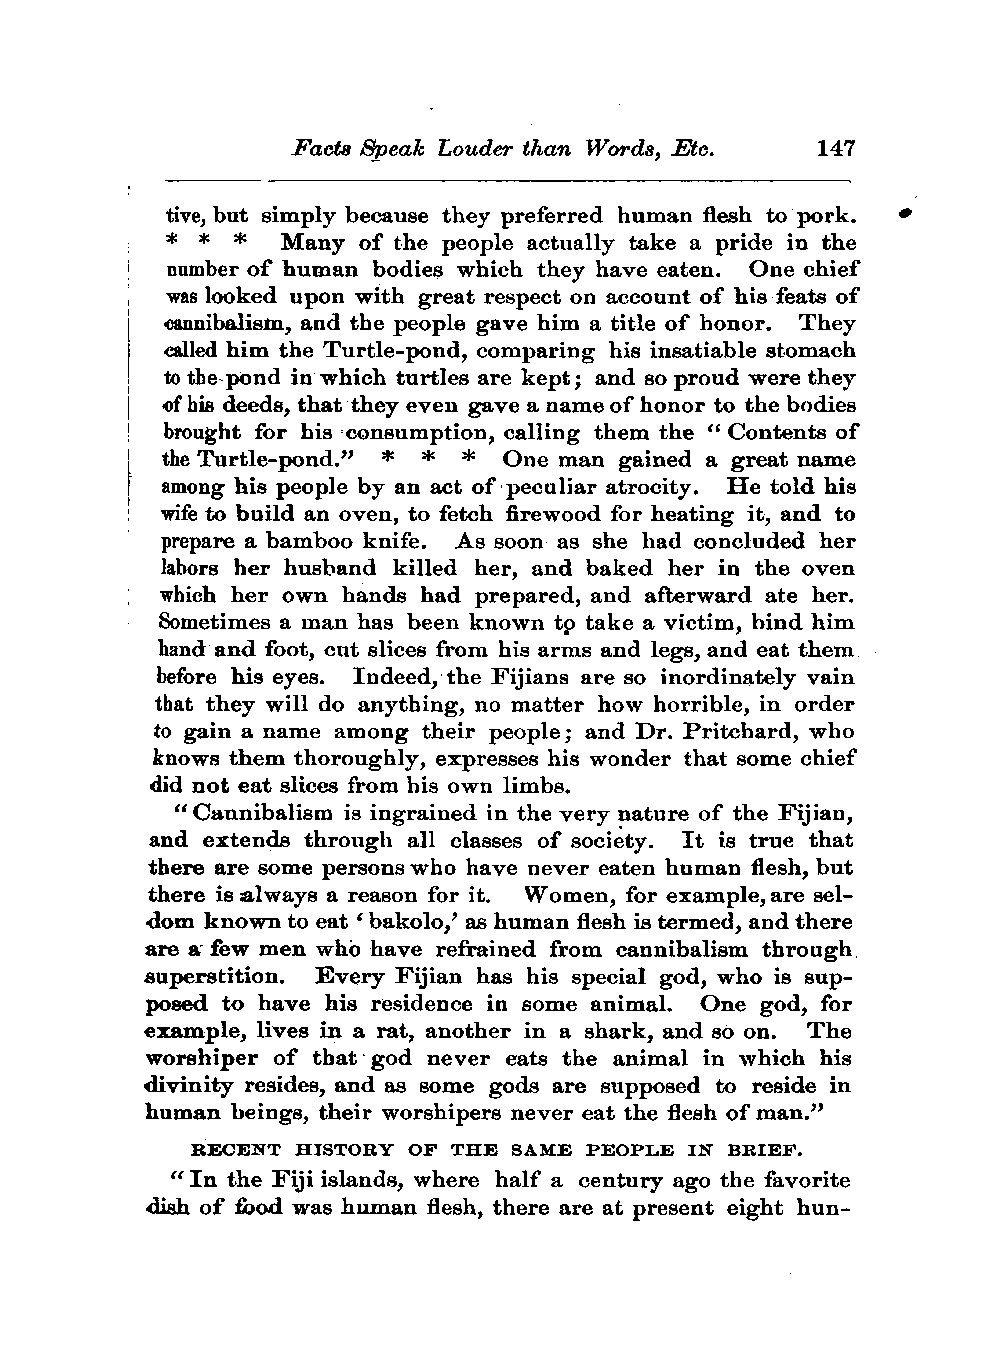 Facts Speak Louder than Words, Etc. 147
tive, but simply because they preferred human flesh to pork.
* * * Many of the people actually take a pride in the
number of human bodies which they have eaten. One chief
was looked upon with great respect on account of his feats of
cannibalism, and the people gave him a title of honor. They
called him the Turtle-pond, comparing his insatiable stomach
to the pond in which turtles are kept; and so proud were they
of his deeds, that they even gave a name of honor to the bodies
brought for his consumption, calling them the “Contents of
the Turtle-pond.” * * * One man gained a great name
among his people by an act of peculiar atrocity. He told his
wife to build an oven, to fetch firewood for heating it, and to
prepare a bamboo knife. As soon as she had concluded her
labors her husband killed her, and baked her in the oven
which her own hands had prepared, and afterward ate her.
Sometimes a man has been known to take a victim, bind him
hand and foot, cut slices from his arms and legs, and eat them
before his eyes. Indeed, the Fijians are so inordinately vain
that they will do anything, no matter how horrible, in order
to gain a name among their people; and Dr. Pritchard, who
knows them thoroughly, expresses his wonder that some chief
did not eat slices from his own limbs.
“Cannibalism is ingrained in the very nature of the Fijian,
and extends through all classes of society. It is true that
there are some persons who have never eaten human flesh, but
there is always a reason for it. Women, for example, are sel-
dom known to eat ‘bakolo,’ as human flesh is termed, and there
are a few men who have refrained from cannibalism through
superstition. Every Fijian has his special god, who is sup-
posed to have his residence in some animal. One god, for
example, lives in a rat, another in a shark, and so on. The
worshiper of that god never eats the animal in which his
divinity resides, and as some gods are supposed to reside in
human beings, their worshipers never eat the flesh of man.”
RECENT HISTORY OF THE SAME PEOPLE IN BRIEF.
“In the Fiji islands, where half a century ago the favorite
dish of food was human flesh, there are at present eight hun-